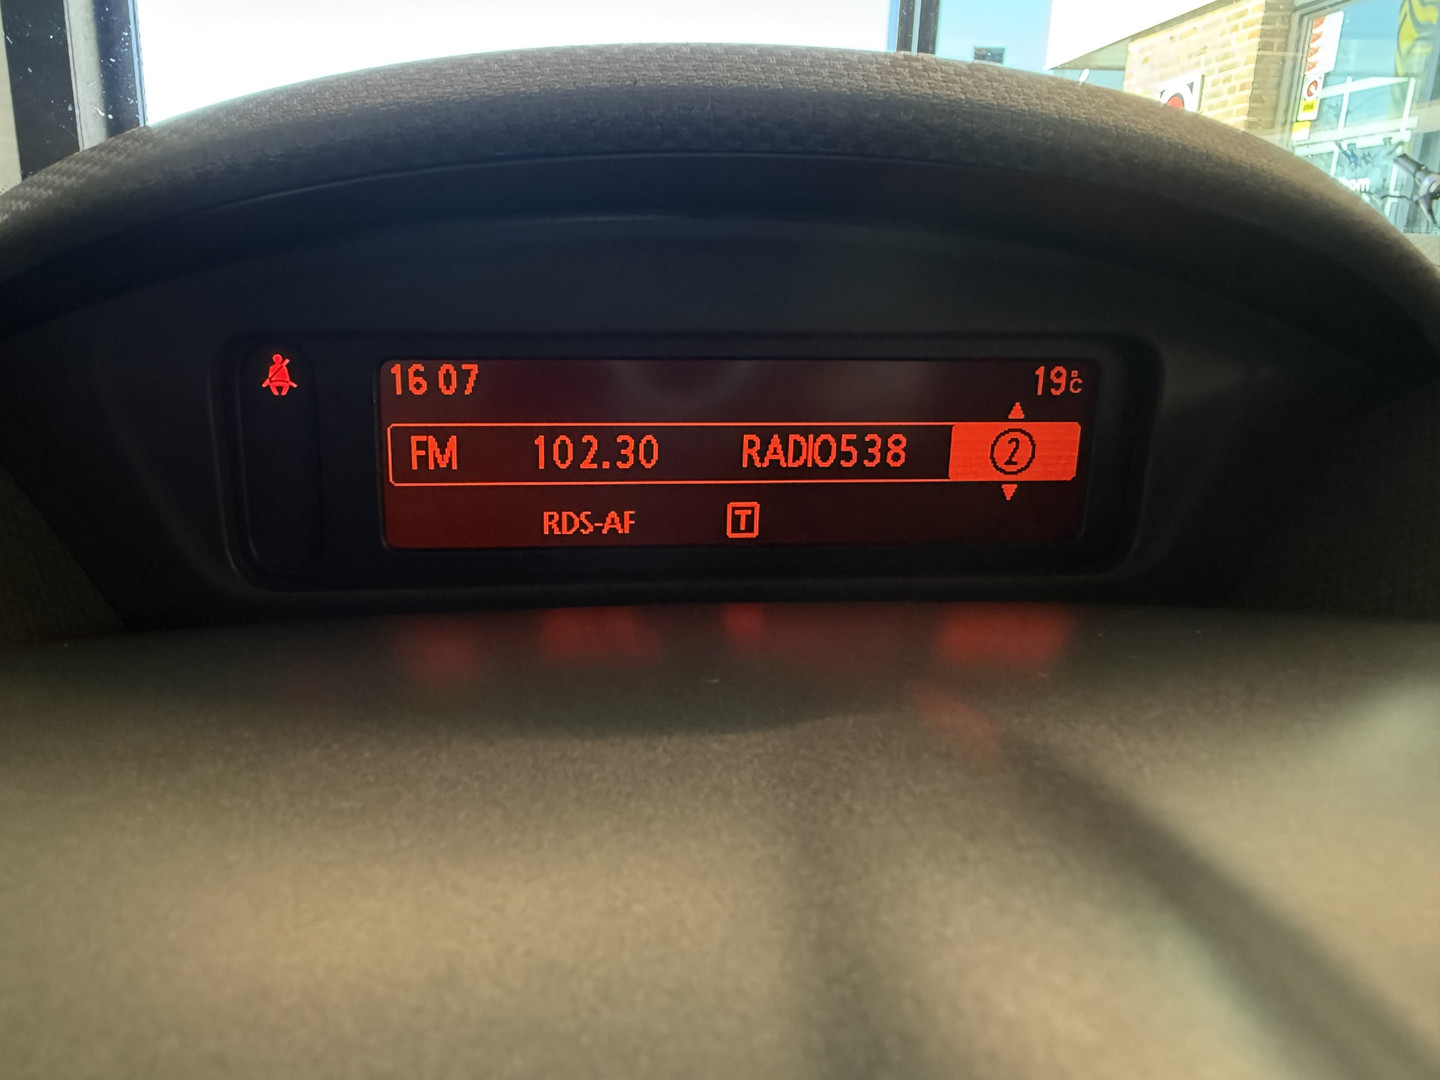 16 07 19°C
FM 102.30 RADIO538 2
RDS-AF T